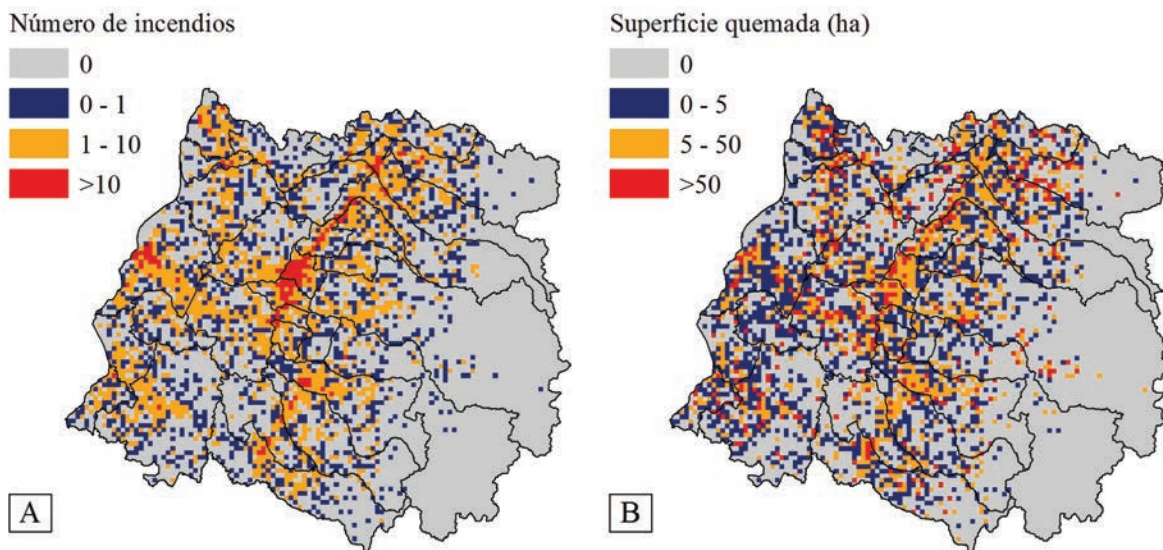 Número de incendios
0
0 - 1
1 - 10
>10
A
Superficie quemada (ha)
0
0 - 5
5 - 50
>50
B